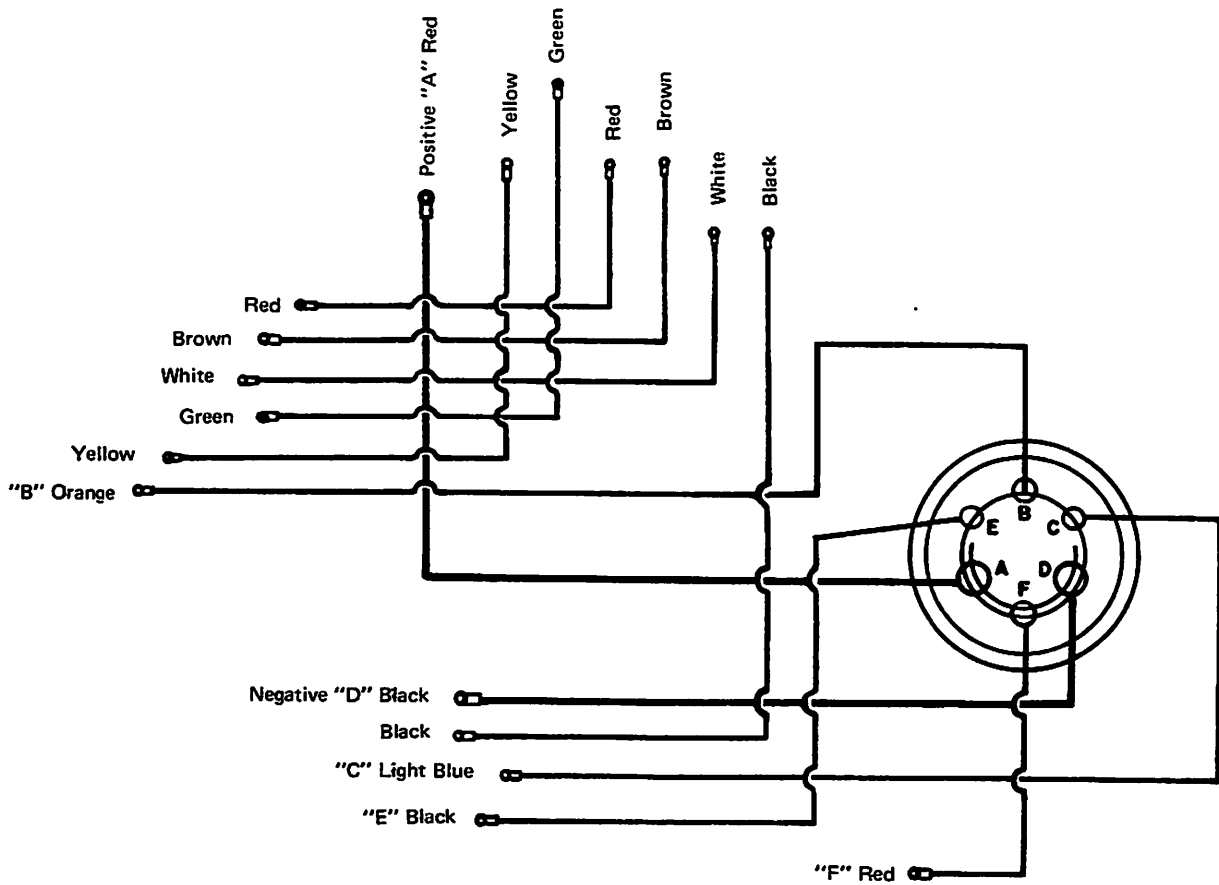 Positive "A" Red
Yellow
Green
Red
Brown
White
Black
Red
Brown
White
Green
Yellow
"B" Orange
B
E
C
A
D
F
Negative "D" Black
Black
"C" Light Blue
"E" Black
"F" Red